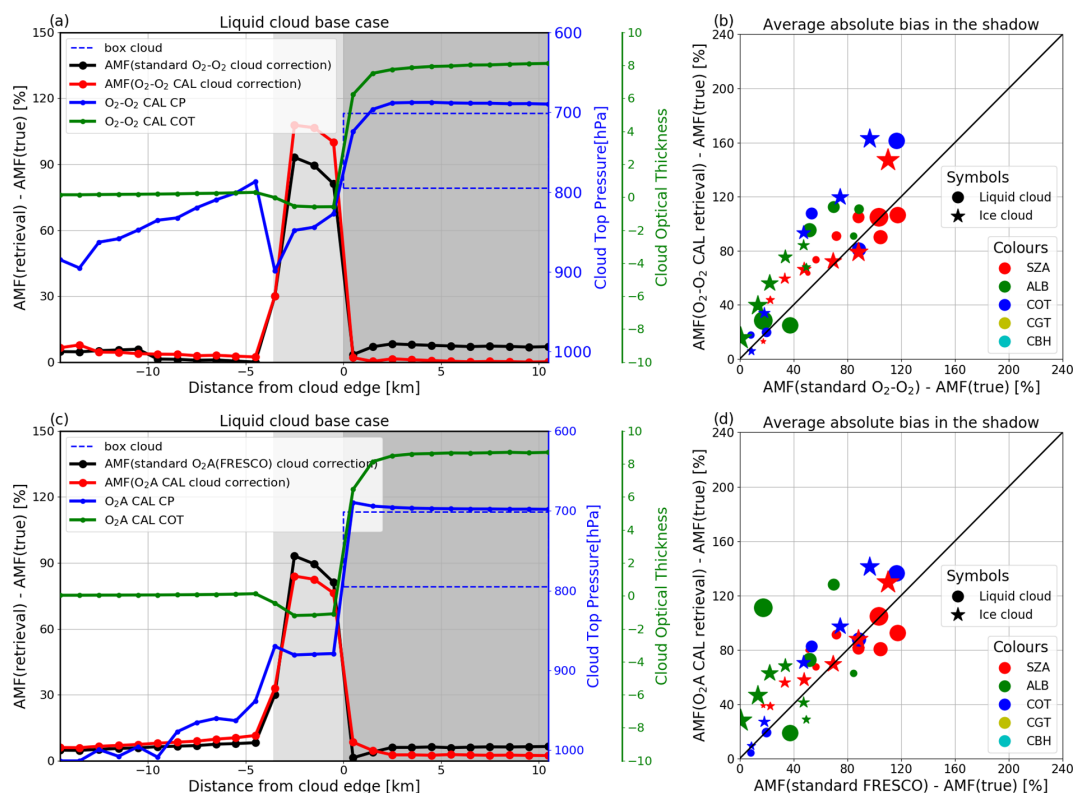 (a)
Liquid cloud base case
150
120
90
60
30
0
AMF(retrieval) - AMF(true) [%]
box cloud
AMF(standard O₂-O₂ cloud correction)
AMF(O₂-O₂ CAL cloud correction)
O₂-O₂ CAL CP
O₂-O₂ CAL COT
−10
−5
0
5
10
Distance from cloud edge [km]
600
700
800
900
1000
Cloud Top Pressure[hPa]
10
8
6
4
2
0
−2
−4
−6
−8
−10
Cloud Optical Thickness
(b)
Average absolute bias in the shadow
240
200
160
120
80
40
0
AMF(O₂-O₂ CAL retrieval) - AMF(true) [%]
Symbols
Liquid cloud
Ice cloud
Colours
SZA
ALB
COT
CGT
CBH
0 40 80 120 160 200 240
AMF(standard O₂-O₂) - AMF(true) [%]
(c)
Liquid cloud base case
150
120
90
60
30
0
AMF(retrieval) - AMF(true) [%]
box cloud
AMF(standard O₂A(FRESCO) cloud correction)
AMF(O₂A CAL cloud correction)
O₂A CAL CP
O₂A CAL COT
−10
−5
0
5
10
Distance from cloud edge [km]
600
700
800
900
1000
Cloud Top Pressure[hPa]
10
8
6
4
2
0
−2
−4
−6
−8
−10
Cloud Optical Thickness
(d)
Average absolute bias in the shadow
240
200
160
120
80
40
0
AMF(O₂A CAL retrieval) - AMF(true) [%]
Symbols
Liquid cloud
Ice cloud
Colours
SZA
ALB
COT
CGT
CBH
0 40 80 120 160 200 240
AMF(standard FRESCO) - AMF(true) [%]